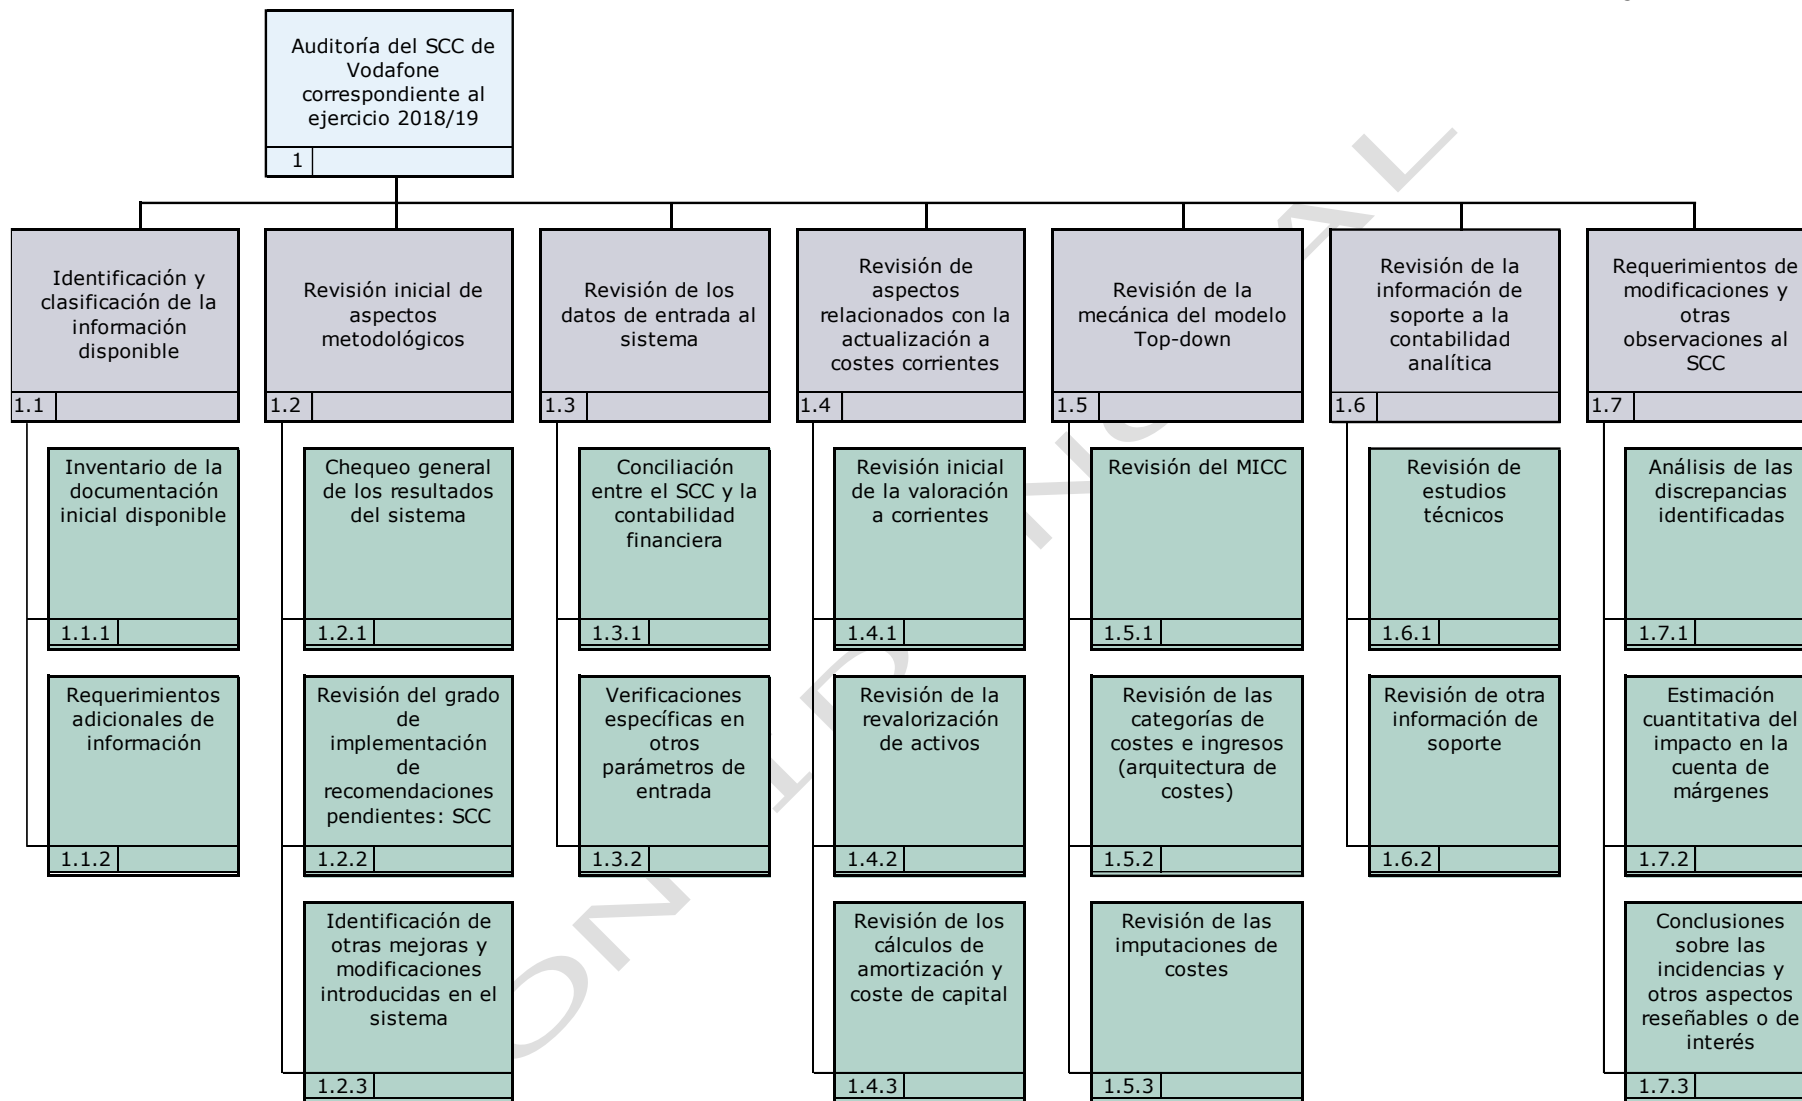 Auditoría del SCC de
Vodafone
correspondiente al
ejercicio 2018/19
1
Identificación y
clasificación de la
información
disponible
1.1
Revisión inicial de
aspectos
metodológicos
1.2
Revisión de los
datos de entrada al
sistema
1.3
Revisión de
aspectos
relacionados con la
actualización a
costes corrientes
1.4
Revisión de la
mecánica del modelo
Top-down
1.5
Revisión de la
información de
soporte a la
contabilidad
analítica
1.6
Requerimientos de
modificaciones y
otras
observaciones al
SCC
1.7
Inventario de la
documentación
inicial disponible
1.1.1
Chequeo general
de los resultados
del sistema
1.2.1
Conciliación
entre el SCC y la
contabilidad
financiera
1.3.1
Revisión inicial
de la valoración
a corrientes
1.4.1
Revisión del MICC
1.5.1
Revisión de
estudios
técnicos
1.6.1
Análisis de las
discrepancias
identificadas
1.7.1
Requerimientos
adicionales de
información
1.1.2
Revisión del grado
de
implementación
de
recomendaciones
pendientes: SCC
1.2.2
Verificaciones
específicas en
otros
parámetros de
entrada
1.3.2
Revisión de la
revalorización
de activos
1.4.2
Revisión de las
categorías de
costes e ingresos
(arquitectura de
costes)
1.5.2
Revisión de otra
información de
soporte
1.6.2
Estimación
cuantitativa del
impacto en la
cuenta de
márgenes
1.7.2
Identificación de
otras mejoras y
modificaciones
introducidas en el
sistema
1.2.3
Revisión de los
cálculos de
amortización y
coste de capital
1.4.3
Revisión de las
imputaciones de
costes
1.5.3
Conclusiones
sobre las
incidencias y
otros aspectos
reseñables o de
interés
1.7.3